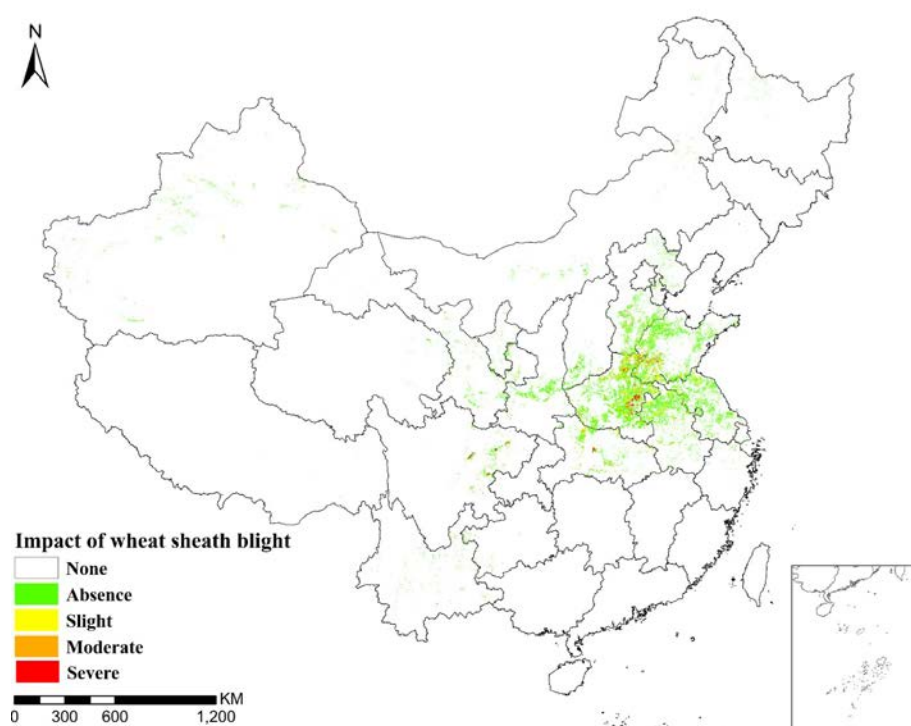 N
Impact of wheat sheath blight
None
Absence
Slight
Moderate
Severe
KM
0 300 600 1,200